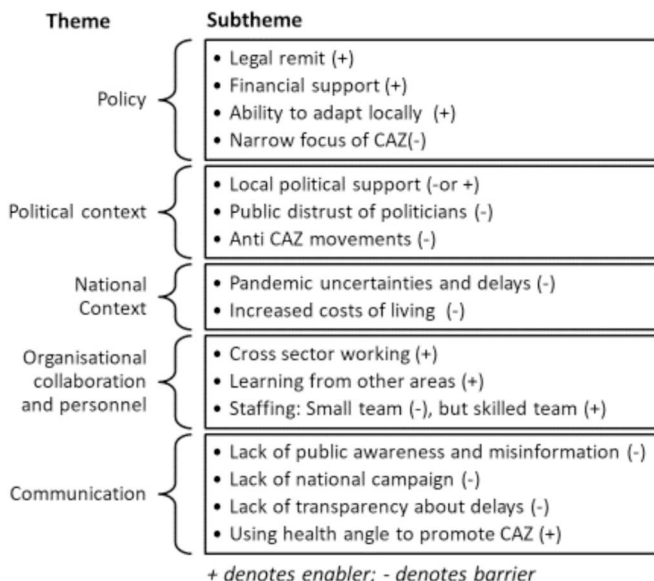 Theme Subtheme
Policy
• Legal remit (+)
• Financial support (+)
• Ability to adapt locally (+)
• Narrow focus of CAZ(-)
Political context
• Local political support (-or +)
• Public distrust of politicians (-)
• Anti CAZ movements (-)
National
Context
• Pandemic uncertainties and delays (-)
• Increased costs of living (-)
Organisational
collaboration
and personnel
• Cross sector working (+)
• Learning from other areas (+)
• Staffing: Small team (-), but skilled team (+)
Communication
• Lack of public awareness and misinformation (-)
• Lack of national campaign (-)
• Lack of transparency about delays (-)
• Using health angle to promote CAZ (+)
+ denotes enabler; - denotes barrier